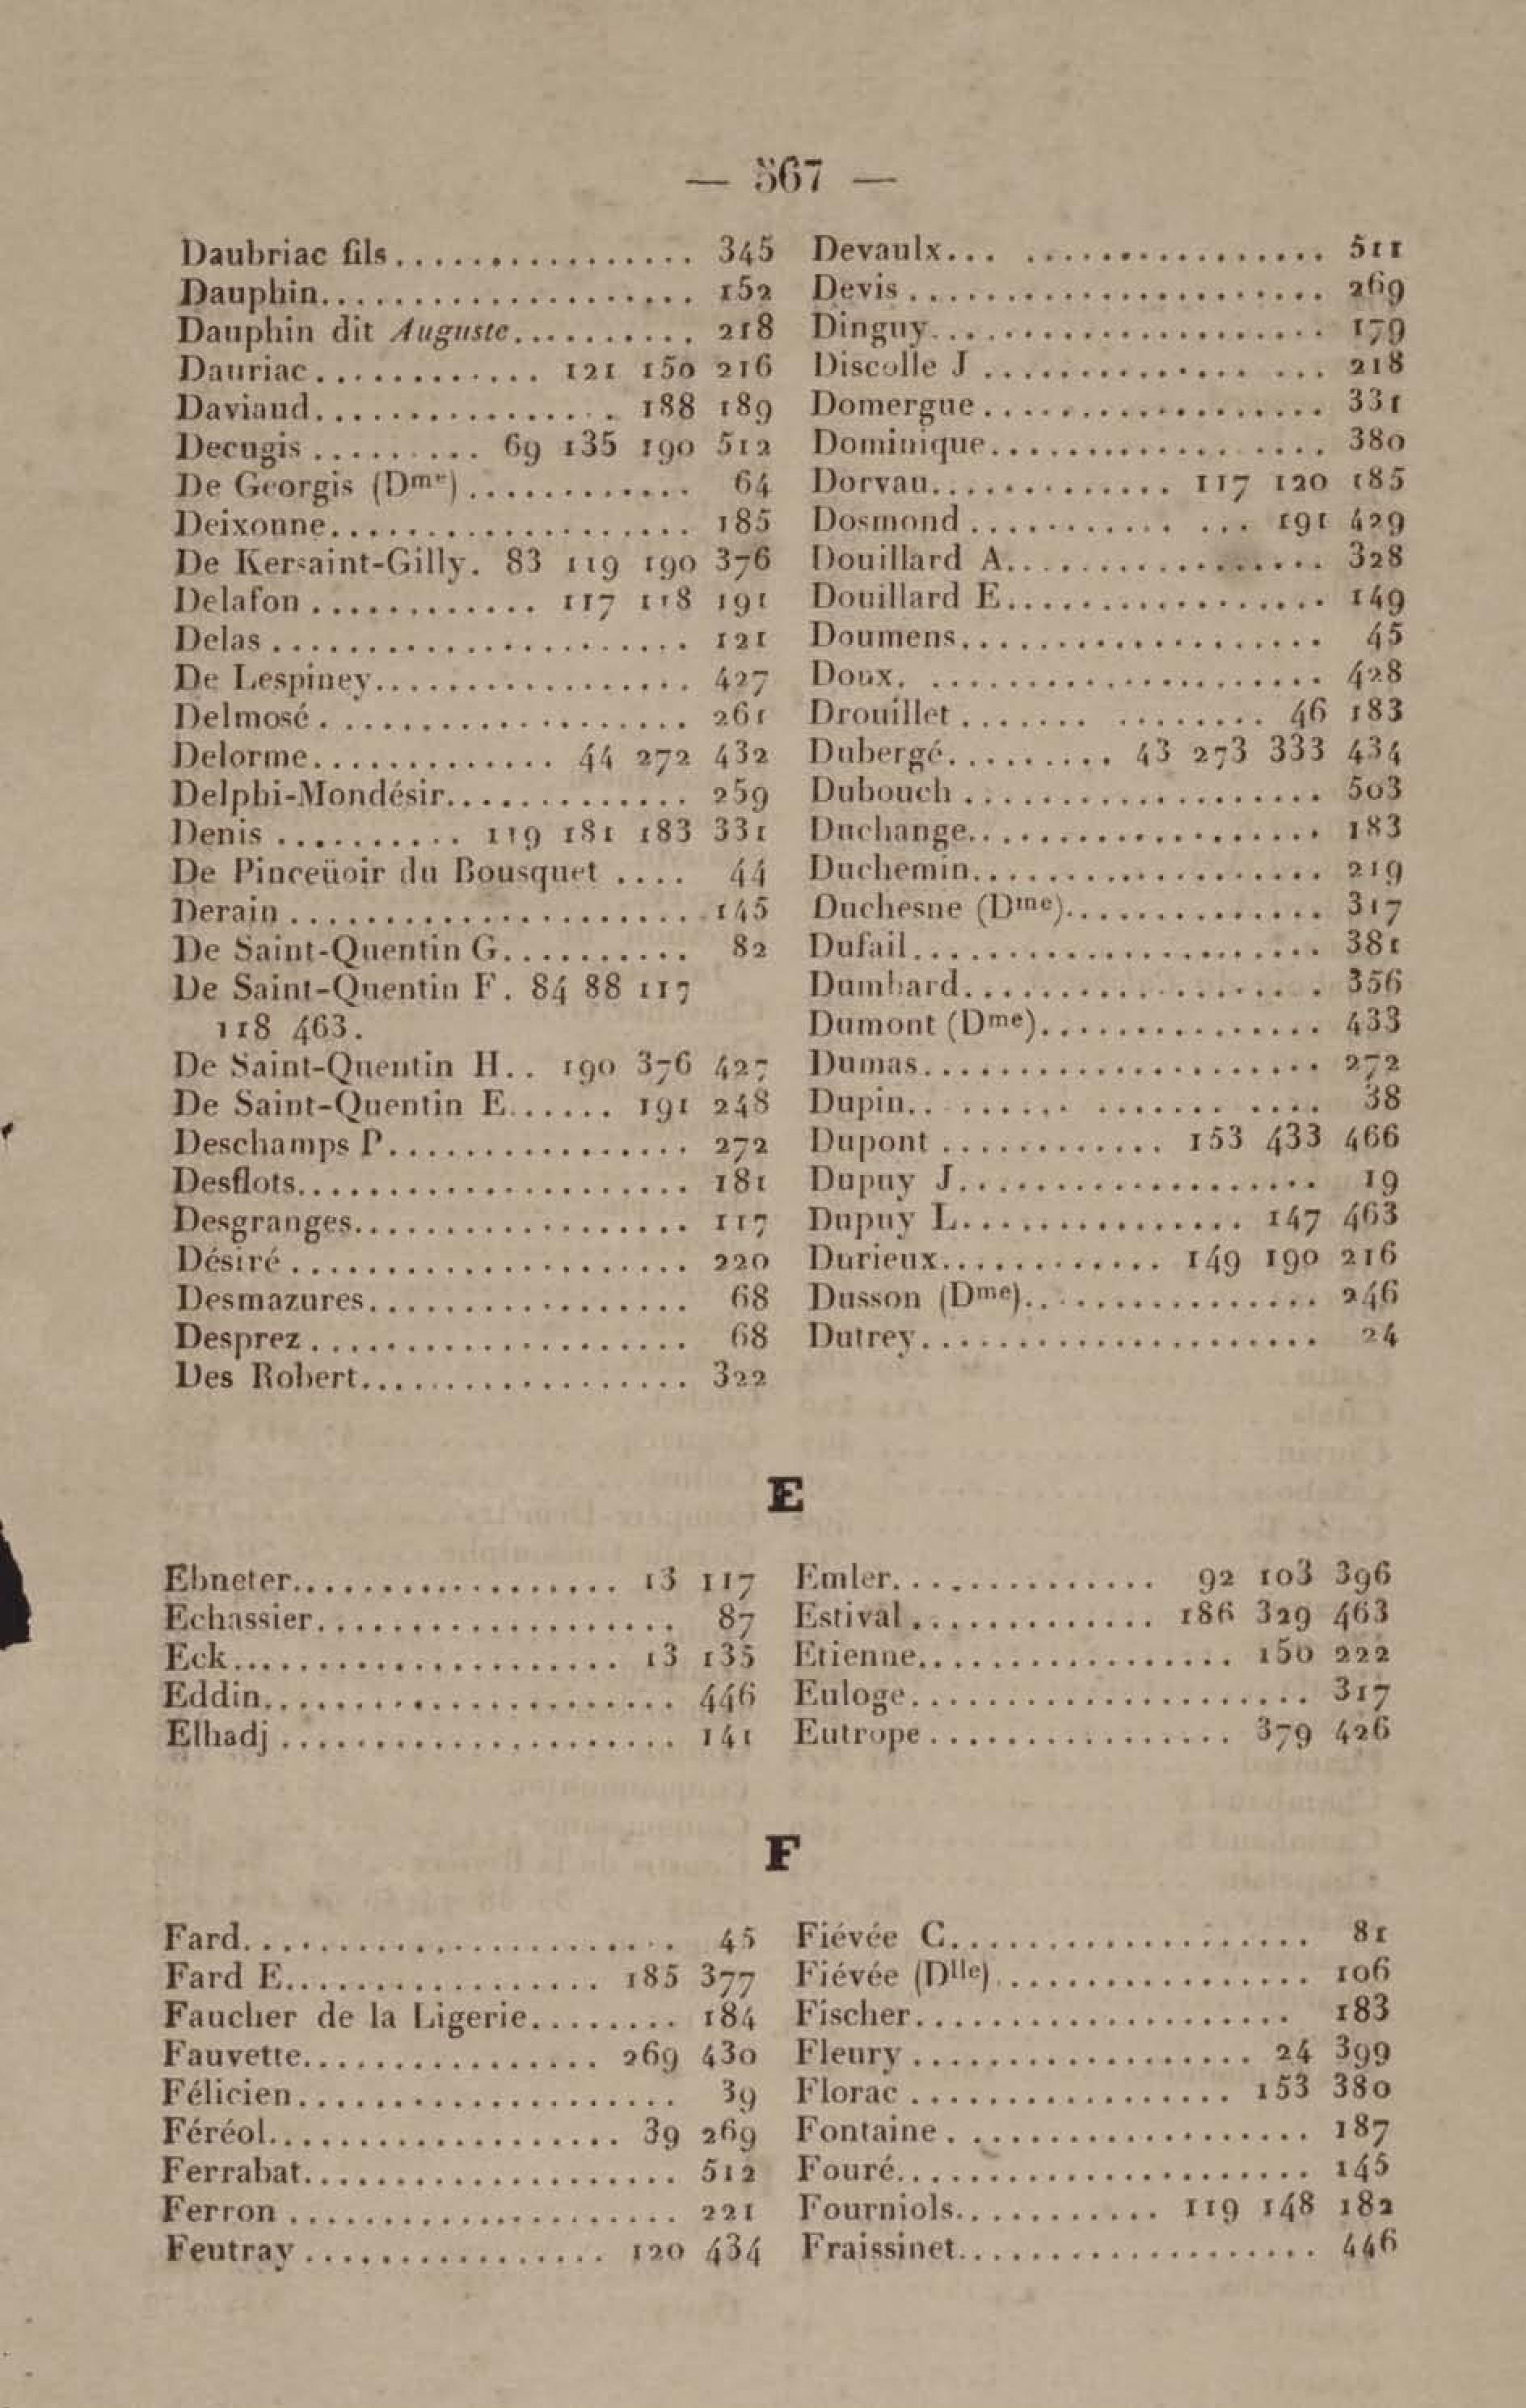 — 567 —
Daubriac fils................ 345
Dauphin.................... 152
Dauphin dit Auguste.......... 218
Dauriac............ 121 150 216
Daviaud................ 188 189
Decugis......... 69 135 190 512
De Georgis (Dme)............ 64
Deixonne................... 185
De Kersaint-Gilly. 83 119 190 376
Delafon............ 117 118 191
Delas...................... 121
De Lespiney................. 427
Delmosé................... 261
Delorme............. 44 272 432
Delphi-Mondésir............. 259
Denis.......... 119 181 183 331
De Pinceüoir du Bousquet.... 44
Derain..................... 145
De Saint-Quentin G.......... 82
De Saint-Quentin F. 84 88 117
118 463.
De Saint-Quentin H.. 190 376 427
De Saint-Quentin E...... 191 248
Deschamps P................ 272
Desflots..................... 181
Desgranges.................. 117
Désiré..................... 220
Desmazures................. 68
Desprez.................... 68
Des Robert.................. 322
Devaulx... ................ 511
Devis...................... 269
Dinguy..................... 179
Discolle J.............. ... 218
Domergue.................. 331
Dominique.............. .... 380
Dorvau............. 117 120 185
Dosmond........... ... 191 429
Douillard A................. 328
Douillard E................. 149
Doumens................... 45
Doux. ..................... 428
Drouillet....... ........ 46 183
Dubergé......... 43 273 333 434
Dubouch................... 503
Duchange................... 183
Duchemin................... 219
Duchesne (Dme).............. 317
Dufail...................... 381
Dumbard................... 356
Dumont (Dme)............... 433
Dumas..................... 272
Dupin.. ....... ....... .... 38
Dupont............ 153 433 466
Dupuy J................... 19
Dupuy L............... 147 463
Durieux............ 149 190 216
Dusson (Dme)................ 246
Dutrey..................... 24
E
Ebneter................. 13 117
Echassier................... 87
Eck..................... 13 135
Eddin...................... 446
Elhadj..................... 141
Emler.............. 92 103 396
Estival............. 186 329 463
Etienne................. 150 222
Euloge..................... 317
Eutrope................ 379 426
F
Fard....................... 45
Fard E................. 185 377
Faucher de la Ligerie........ 184
Fauvette................ 269 430
Félicien.................... 39
Féréol................... 39 269
Ferrabat.................... 512
Ferron..................... 221
Feutray................ 120 434
Fiévée C................... 81
Fiévée (Dlle)................ 106
Fischer.................... 183
Fleury.................. 24 399
Florac................. 153 380
Fontaine................... 187
Fouré...................... 145
Fourniols........... 119 148 182
Fraissinet................... 446